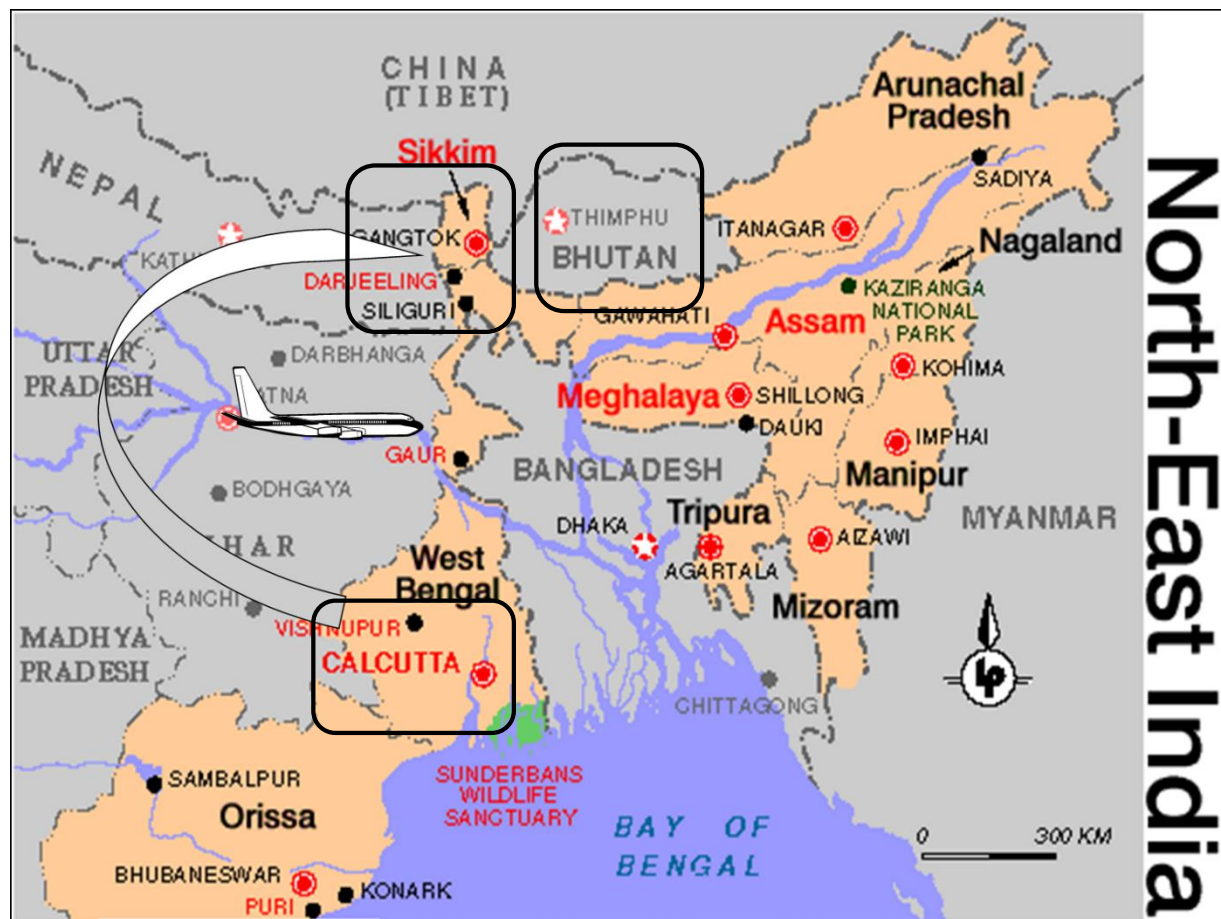 CHINA
(TIBET)
Arunachal
Pradesh
Sikkim
NEPAL
SADIYA
THIMPHU
GANGTOK
ITANAGAR
Nagaland
BHUTAN
DARJEELING
KAZIRANGA
NATIONAL
PARK
SILIGURI
GAWAHATI
Assam
UTTAR
PRADESH
DARBHANGA
KOHIMA
Meghalaya
SHILLONG
DAUKI
IMPHAI
GAUR
BANGLADESH
Manipur
BODHGAYA
MYANMAR
DHAKA
Tripura
AIZAWI
West
Bengal
AGARTALA
RANCHI
Mizoram
VISHNUPUR
MADHYA
PRADESH
CALCUTTA
LP
CHITTAGONG
SAMBALPUR
SUNDERBANS
WILDLIFE
SANCTUARY
Orissa
BAY OF
BENGAL
0 300 KM
BHUBANESWAR
KONARK
PURI
North-East India